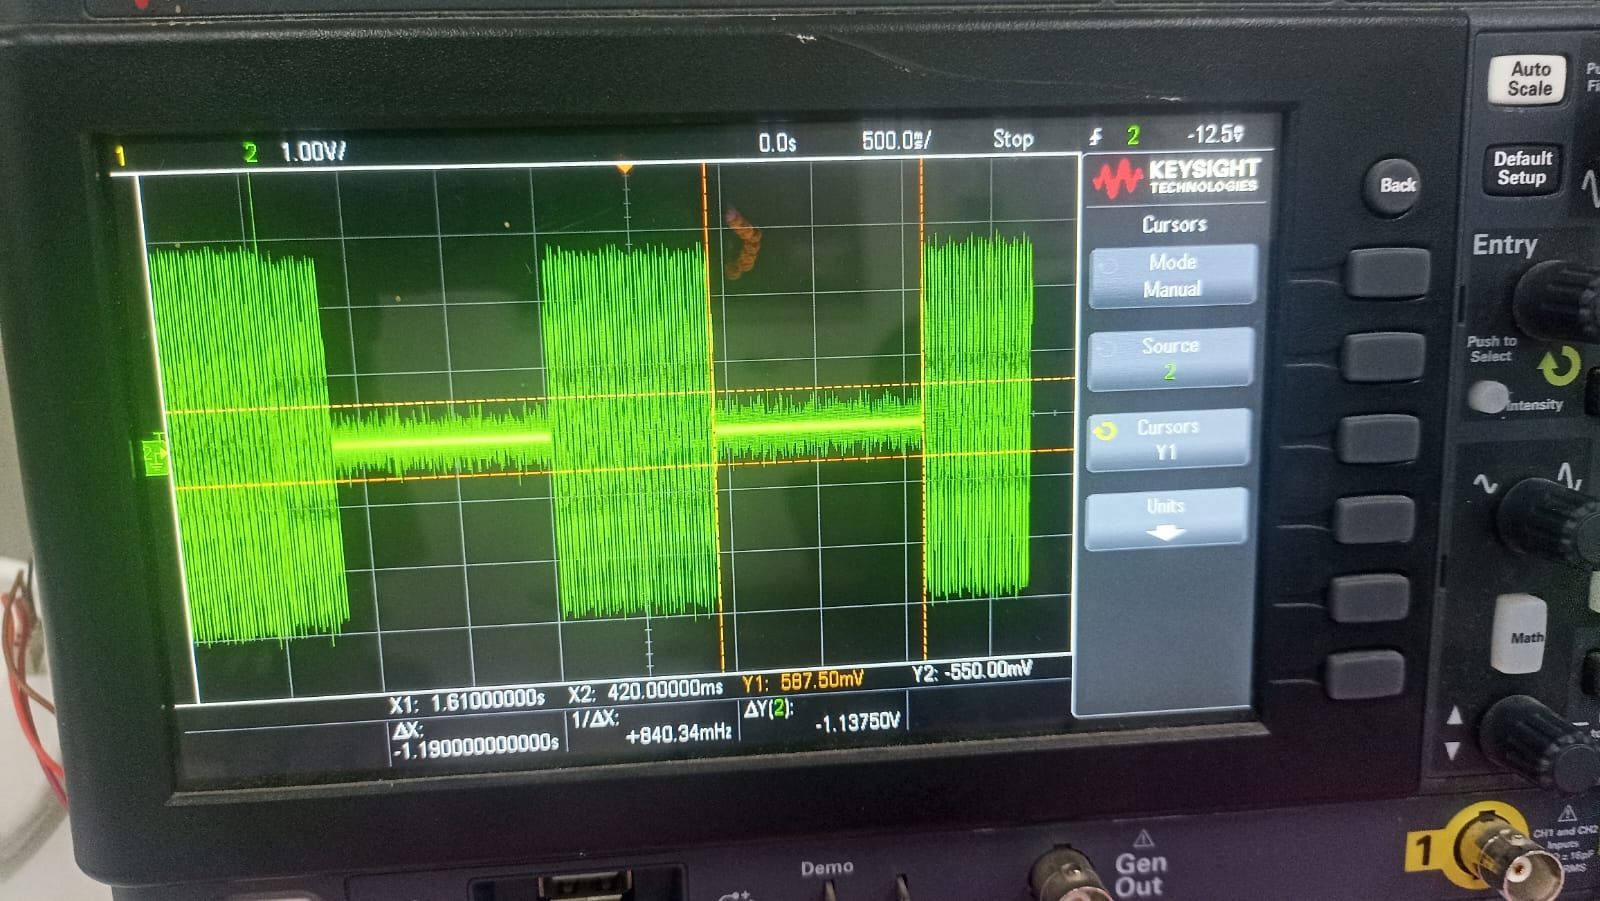 1 2 1.00V/ 0.0s 500.0ms/ Stop 2 -12.5V
KEYSIGHT
TECHNOLOGIES
Cursors
Mode
Manual
Source
2
Cursors
Y1
Units
X1: 1.61000000s X2: 420.00000ms Y1: 587.50mV Y2: -550.00mV
ΔX:
-1.190000000000s
1/ΔX:
+840.34mHz
ΔY(2):
-1.13750V
Auto
Scale
Default
Setup
Back
Entry
Push to
Select
Intensity
Math
Demo
Gen
Out
1
CH1 and CH2
Inputs